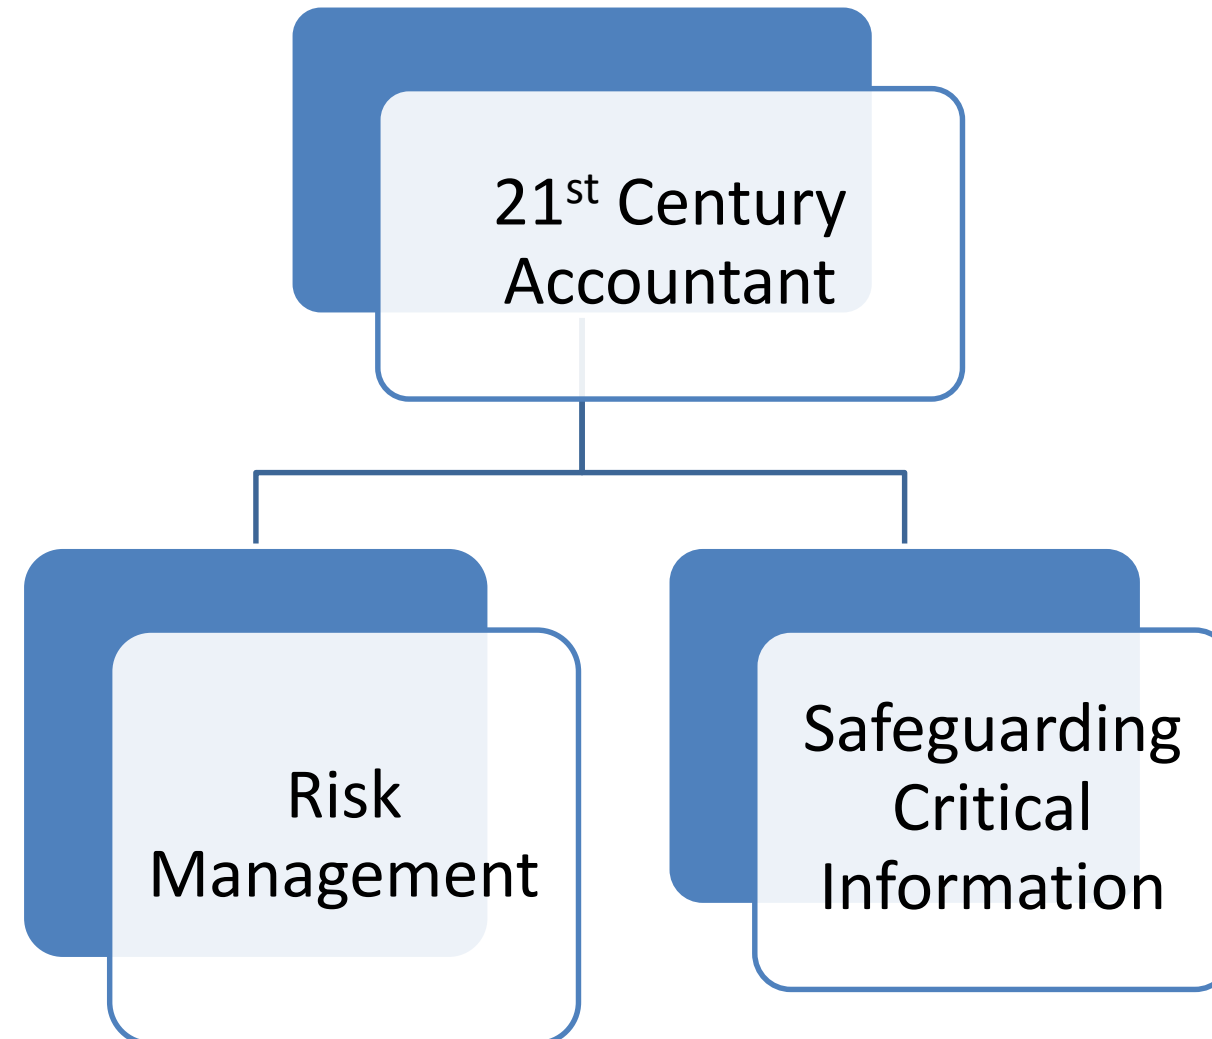 21st Century
Accountant
Risk
Management
Safeguarding
Critical
Information